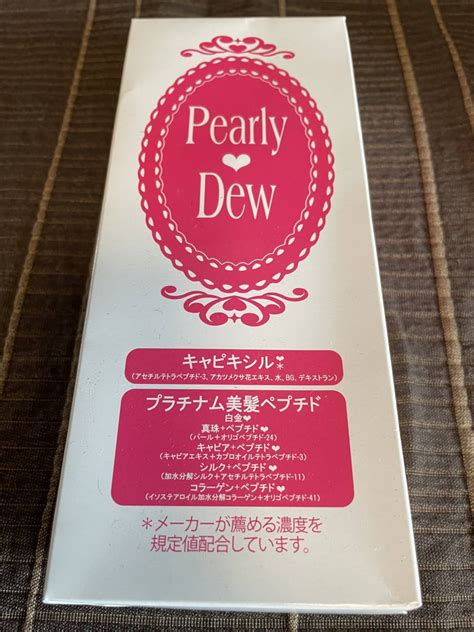 Pearly
Dew
キャピキシル❣*
(アセチルテトラペプチド-3、アカツメクサ花エキス、水、BG、デキストラン)
プラチナム美髪ペプチド
白金❤
真珠+ペプチド❤
(パール+オリゴペプチド-24)
キャビア+ペプチド❤
(キャビアエキス+カプロオイルテトラペプチド-3)
シルク+ペプチド❤
(加水分解シルク+アセチルテトラペプチド-11)
コラーゲン+ペプチド❤
(イソステアロイル加水分解コラーゲン+オリゴペプチド-41)
*メーカーが薦める濃度を
規定値配合しています。